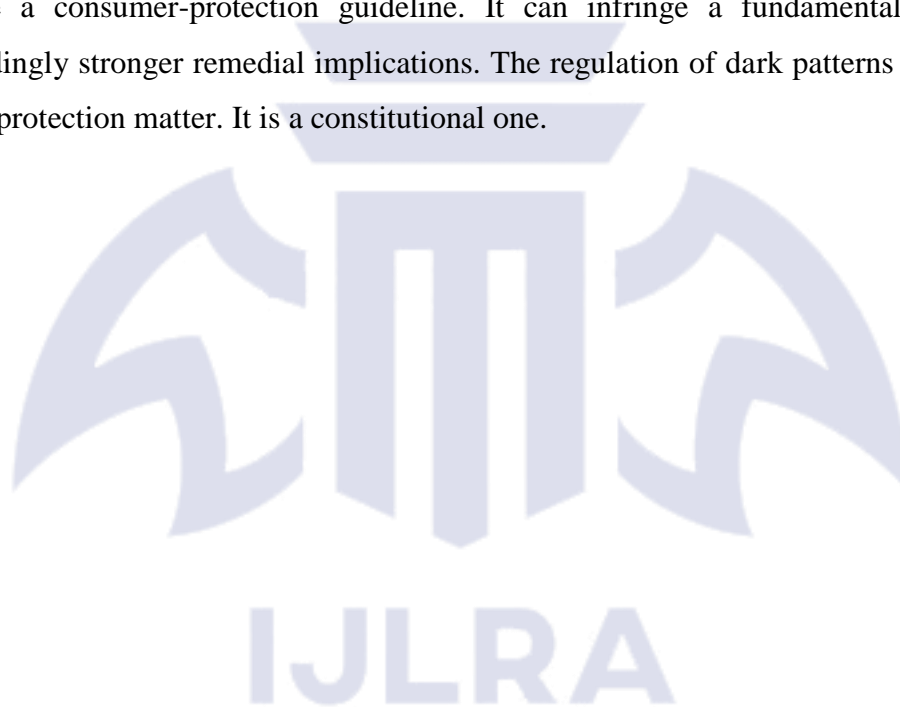 a consumer-protection guideline. It can infringe a fundamental
dingly stronger remedial implications. The regulation of dark patterns
protection matter. It is a constitutional one.
IJLRA